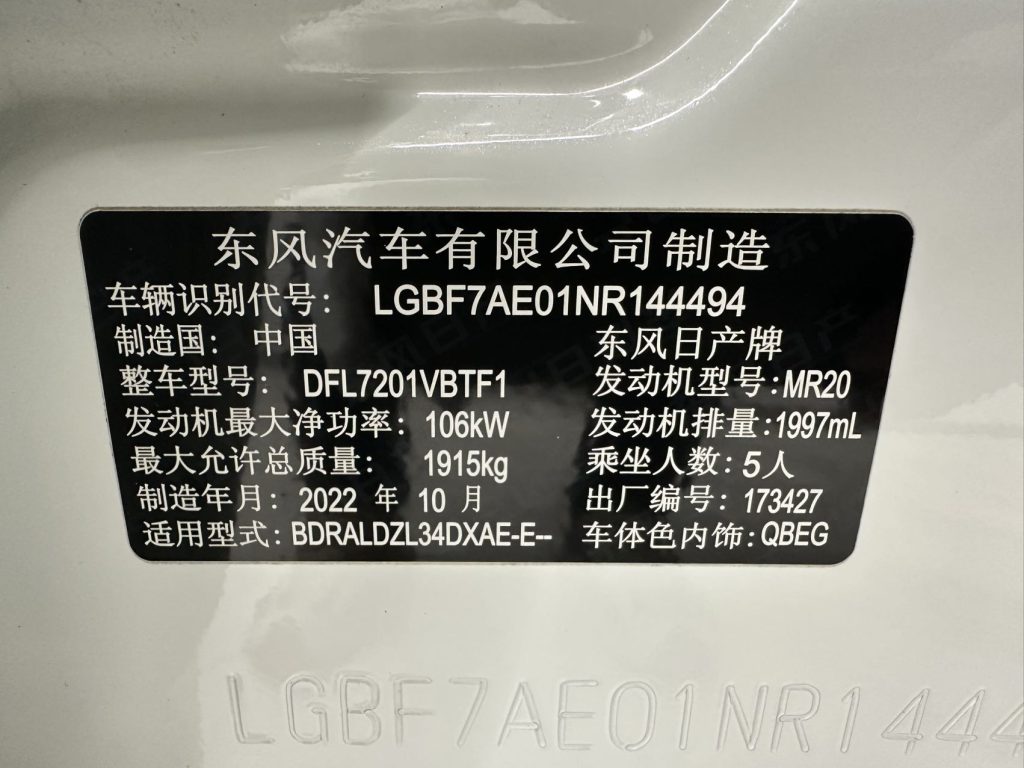 东风汽车有限公司制造
车辆识别代号: LGBF7AE01NR144494
制造国: 中国 东风日产牌
整车型号: DFL7201VBTF1 发动机型号:MR20
发动机最大净功率: 106kW 发动机排量:1997mL
最大允许总质量: 1915kg 乘坐人数:5人
制造年月: 2022 年 10 月 出厂编号: 173427
适用型式: BDRALDZL34DXAE-E-- 车体色内饰:QBEG
LGBF7AE01NR1444